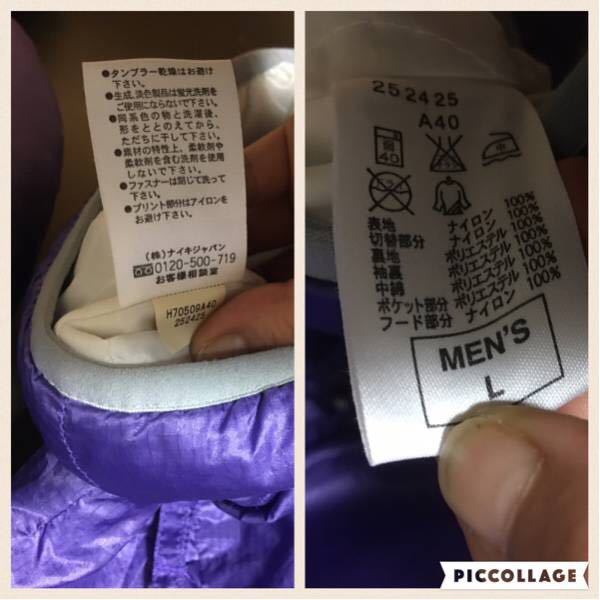 ●タンブラー乾燥はお避け
下さい。
●生成、淡色製品は蛍光洗剤を
ご使用にならないで下さい。
●同系色の物と洗濯後、
形をととのえてから、
ただちに干して下さい。
●素材の特性上、柔軟剤や
柔軟剤を含む洗剤を使用
しないで下さい。
●ファスナーは閉じて洗って
下さい。
●プリント部分はアイロンを
お避け下さい。
(株)ナイキジャパン
0120-500-719
お客様相談室
H70509A40
252425
252425
A40
40
中
表地 ナイロン 100%
切替部分 ナイロン 100%
裏地 ポリエステル 100%
袖裏 ポリエステル 100%
中綿 ポリエステル 100%
ポケット部分 ポリエステル 100%
フード部分 ナイロン 100%
MEN'S
L
PICCOLLAGE